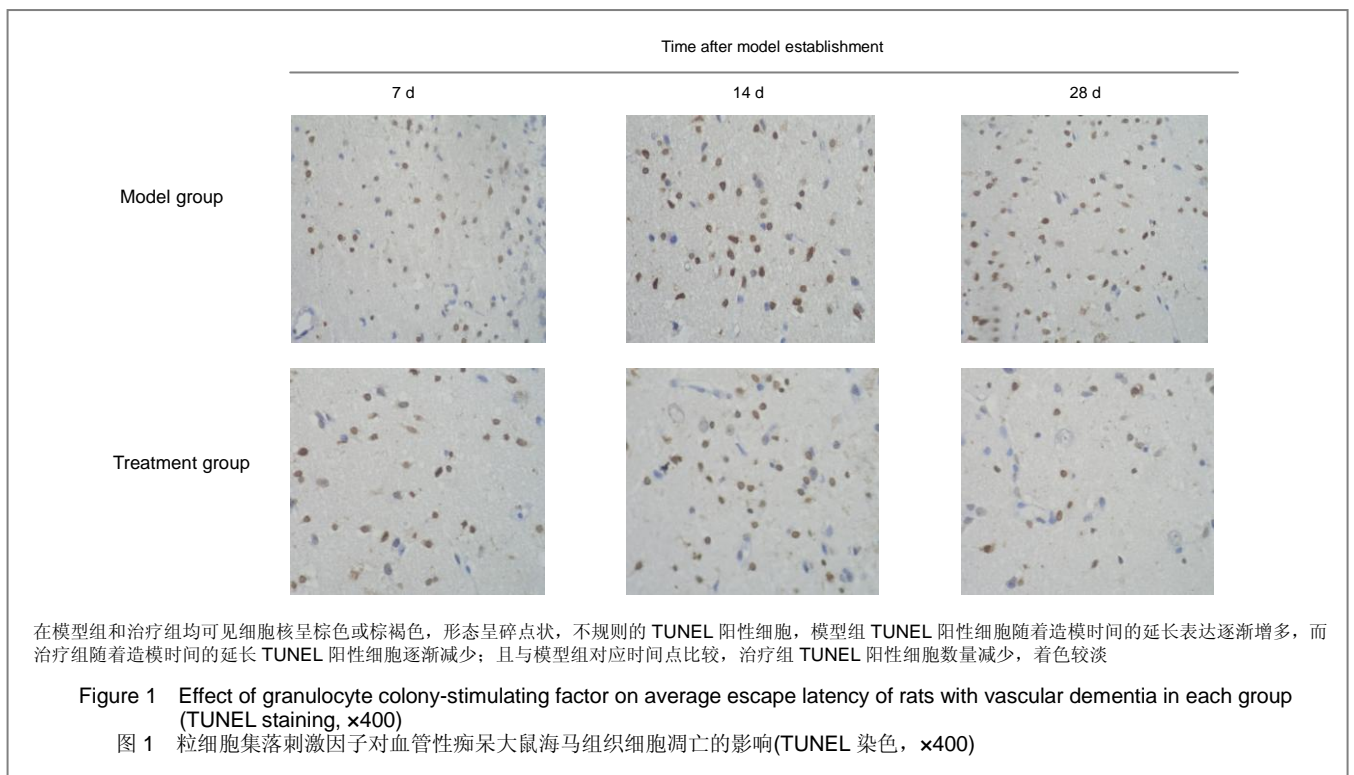 Time after model establishment
7 d
14 d
28 d
Model group
Treatment group
在模型组和治疗组均可见细胞核呈棕色或棕褐色，形态呈碎点状，不规则的 TUNEL 阳性细胞，模型组 TUNEL 阳性细胞随着造模时间的延长表达逐渐增多，而
治疗组随着造模时间的延长 TUNEL 阳性细胞逐渐减少；且与模型组对应时间点比较，治疗组 TUNEL 阳性细胞数量减少，着色较淡
Figure 1 Effect of granulocyte colony-stimulating factor on average escape latency of rats with vascular dementia in each group
(TUNEL staining, ×400)
图 1 粒细胞集落刺激因子对血管性痴呆大鼠海马组织细胞凋亡的影响(TUNEL 染色，×400)